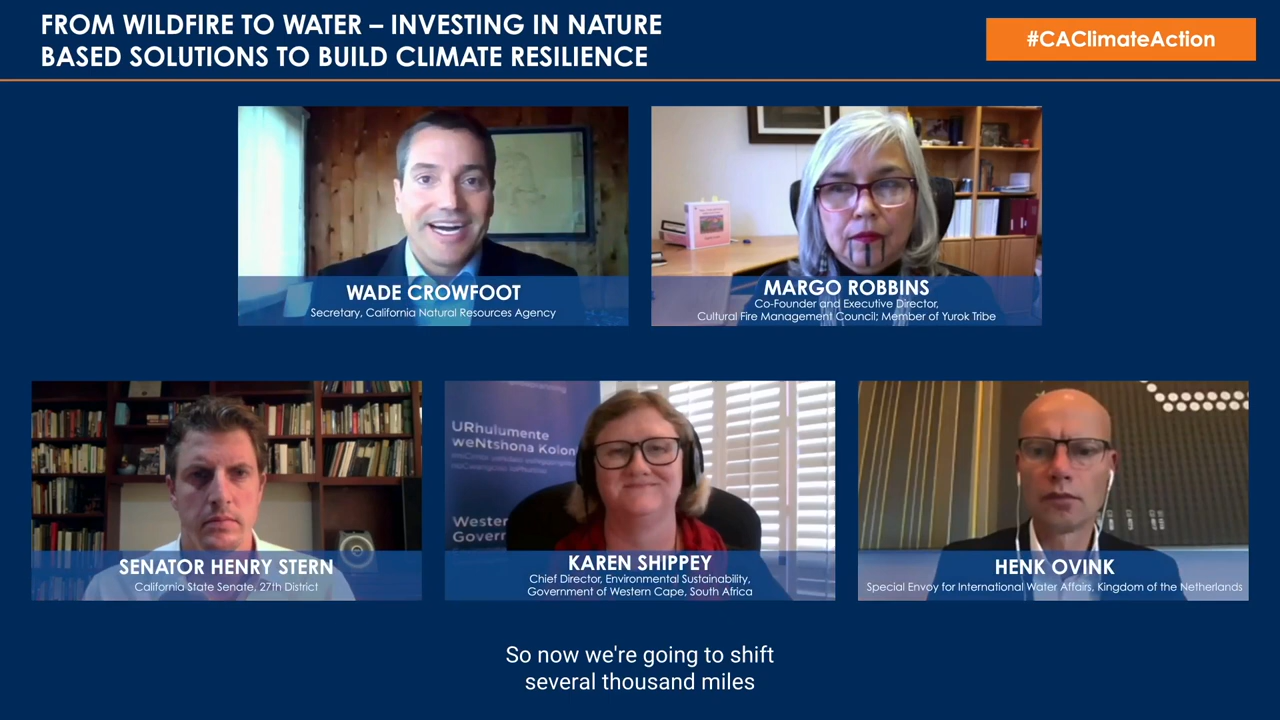 FROM WILDFIRE TO WATER – INVESTING IN NATURE
BASED SOLUTIONS TO BUILD CLIMATE RESILIENCE
#CAClimateAction
WADE CROWFOOT
Secretary, California Natural Resources Agency
MARGO ROBBINS
Co-Founder and Executive Director,
Cultural Fire Management Council; Member of Yurok Tribe
URhulumente
weNtshona Kolon
Wester
Govern
SENATOR HENRY STERN
California State Senate, 27th District
KAREN SHIPPEY
Chief Director, Environmental Sustainability,
Government of Western Cape, South Africa
HENK OVINK
Special Envoy for International Water Affairs, Kingdom of the Netherlands
So now we're going to shift
several thousand miles